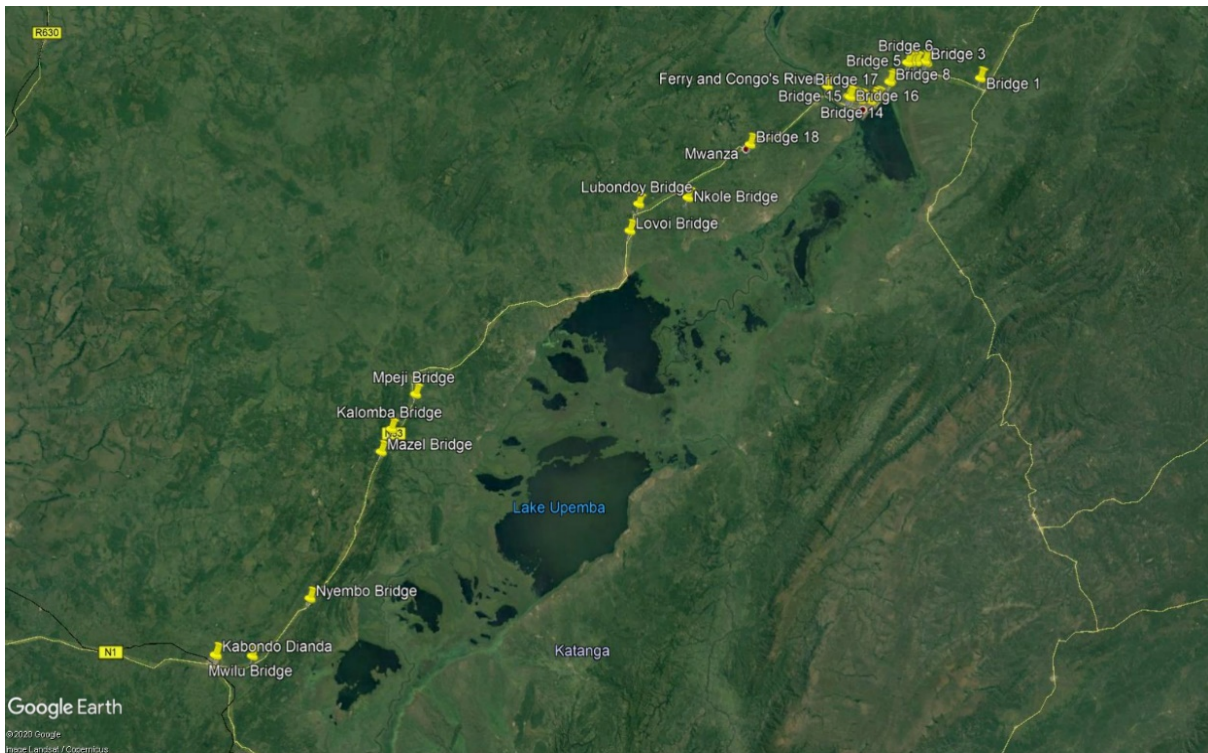 R630
Bridge 6
Bridge 3
Bridge 5
Bridge 8
Bridge 1
Ferry and Congo's River
Bridge 17
Bridge 15
Bridge 16
Bridge 14
Bridge 18
Mwanza
Lubondoy Bridge
Nkole Bridge
Lovoi Bridge
Mpeji Bridge
Kalomba Bridge
Mazel Bridge
Lake Upemba
Nyembo Bridge
Kabondo Dianda
N1
Katanga
Mwilu Bridge
Google Earth
©2020 Google
Image Landsat / Copernicus